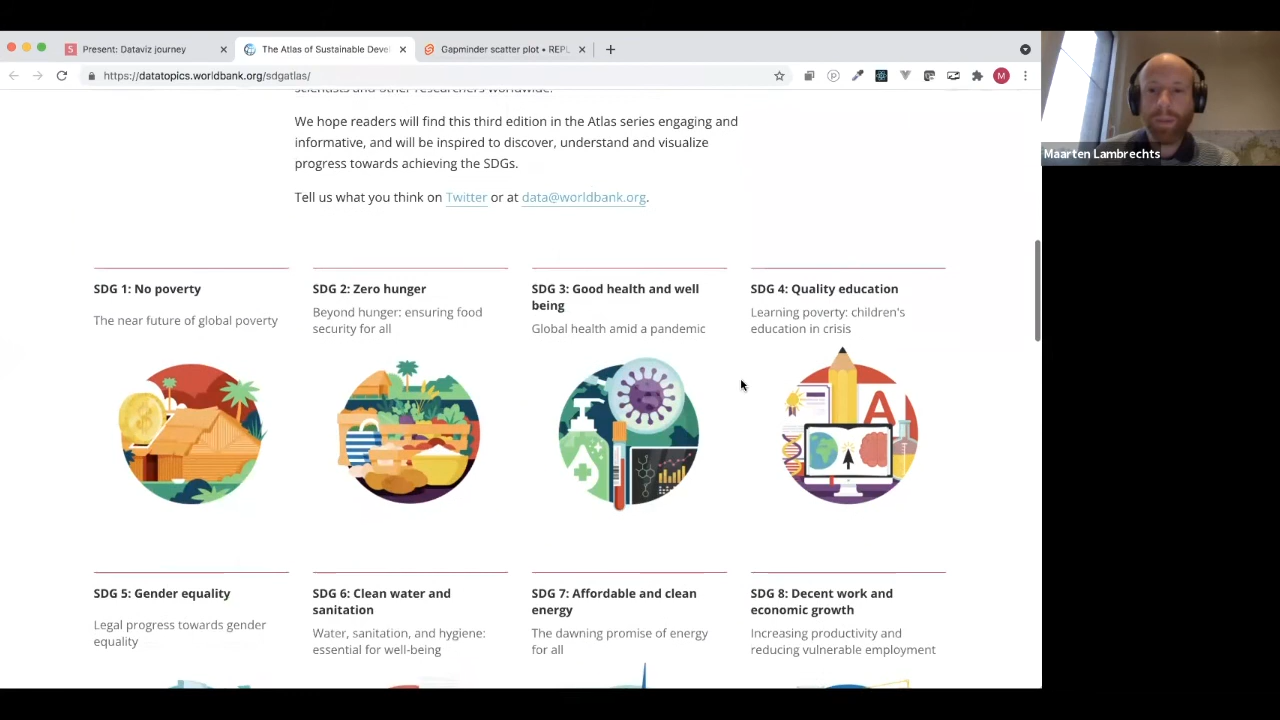 Present: Dataviz journey
The Atlas of Sustainable Deve
Gapminder scatter plot • REPL
https://datatopics.worldbank.org/sdgatlas/
M
scientists and other researchers worldwide.
We hope readers will find this third edition in the Atlas series engaging and
informative, and will be inspired to discover, understand and visualize
progress towards achieving the SDGs.
Tell us what you think on Twitter or at data@worldbank.org.
SDG 1: No poverty
The near future of global poverty
SDG 2: Zero hunger
Beyond hunger: ensuring food
security for all
SDG 3: Good health and well
being
Global health amid a pandemic
SDG 4: Quality education
Learning poverty: children's
education in crisis
A
SDG 5: Gender equality
Legal progress towards gender
equality
SDG 6: Clean water and
sanitation
Water, sanitation, and hygiene:
essential for well-being
SDG 7: Affordable and clean
energy
The dawning promise of energy
for all
SDG 8: Decent work and
economic growth
Increasing productivity and
reducing vulnerable employment
Maarten Lambrechts